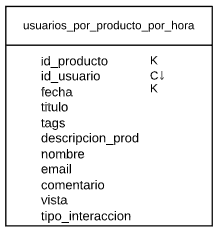 usuarios_por_producto_por_hora
id_producto K
id_usuario C↓
fecha K
titulo
tags
descripcion_prod
nombre
email
comentario
vista
tipo_interaccion